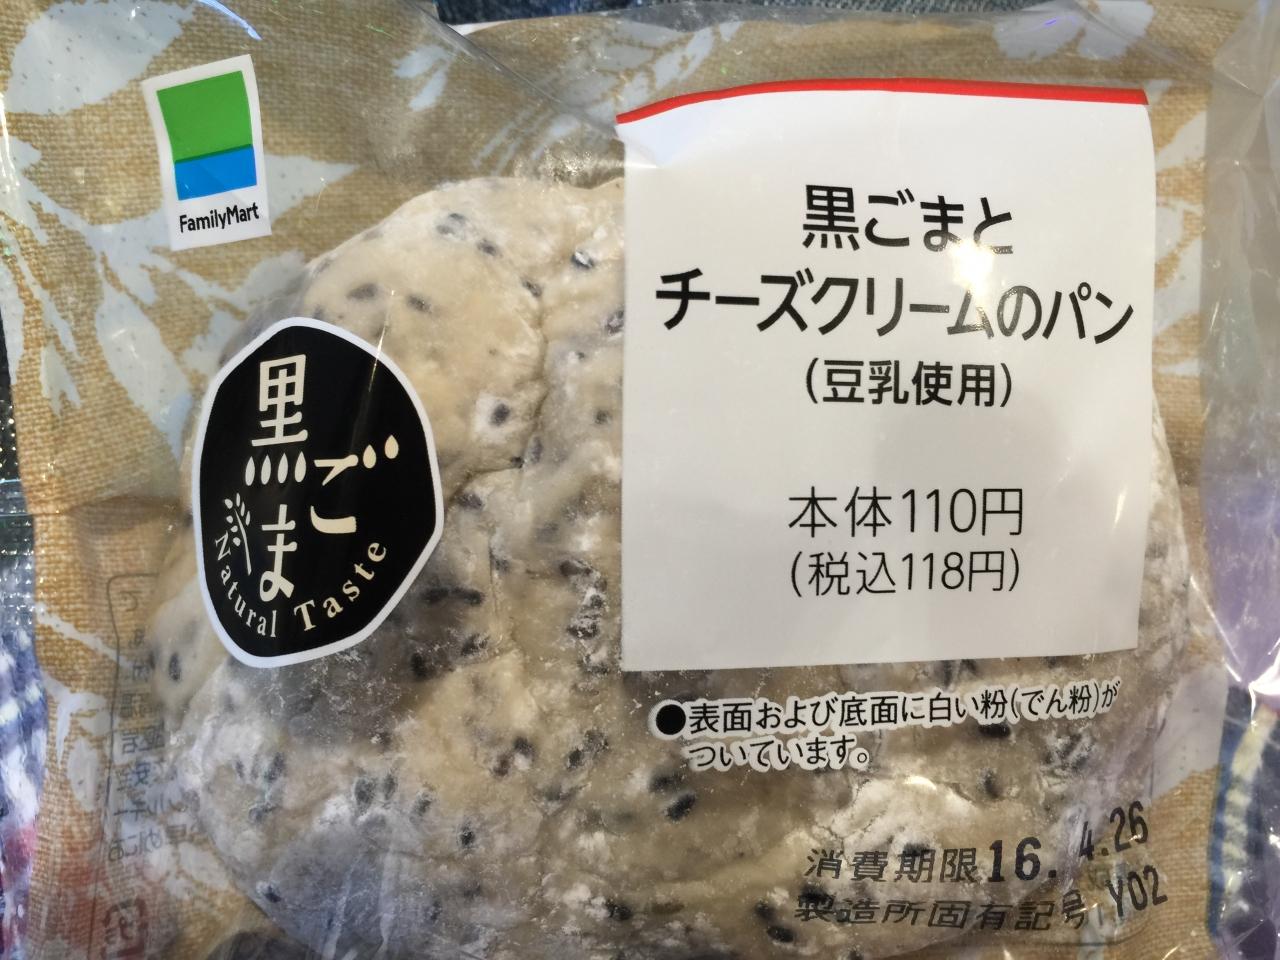 FamilyMart
黒ごまと
チーズクリームのパン
(豆乳使用)
本体110円
(税込118円)
黒ごま
Natural Taste
●表面および底面に白い粉(でん粉)が
ついています。
消費期限16. 4.26
製造所固有記号 Y02